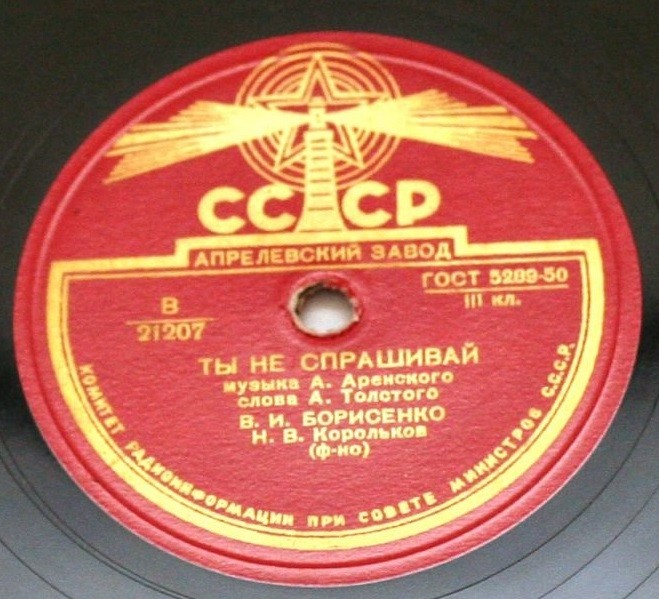 СССР
АПРЕЛЕВСКИЙ ЗАВОД
В
21207
ГОСТ 5289-50
III кл.
ТЫ НЕ СПРАШИВАЙ
музыка А. Аренского
слова А. Толстого
В. И. БОРИСЕНКО
Н. В. Корольков
(ф-но)
КОМИТЕТ РАДИОИНФОРМАЦИИ ПРИ СОВЕТЕ МИНИСТРОВ С.С.С.Р.